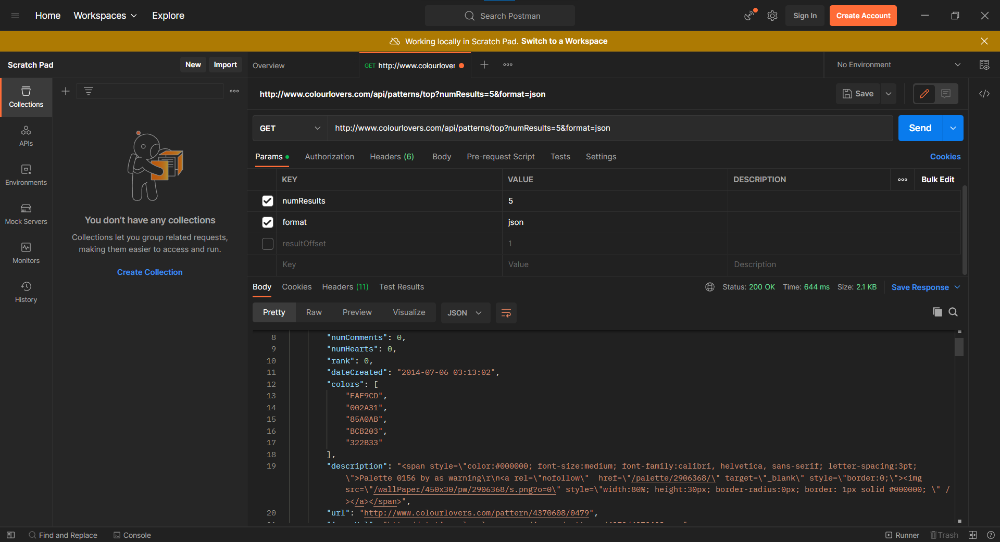 Home Workspaces Explore Search Postman Sign In Create Account
Working locally in Scratch Pad. Switch to a Workspace
Scratch Pad New Import Overview GET http://www.colourlover No Environment
Collections
APIs
Environments
Mock Servers
Monitors
History
You don’t have any collections
Collections let you group related requests,
making them easier to access and run.
Create Collection
http://www.colourlovers.com/api/patterns/top?numResults=5&format=json Save
GET http://www.colourlovers.com/api/patterns/top?numResults=5&format=json Send
Params Authorization Headers (6) Body Pre-request Script Tests Settings Cookies
KEY VALUE DESCRIPTION Bulk Edit
numResults 5
format json
resultOffset 1
Key Value Description
Body Cookies Headers (11) Test Results Status: 200 OK Time: 644 ms Size: 2.1 KB Save Response
Pretty Raw Preview Visualize JSON
8 "numComments": 0,
9 "numHearts": 0,
10 "rank": 0,
11 "dateCreated": "2014-07-06 03:13:02",
12 "colors": [
13 "FAF9CD",
14 "002A31",
15 "85A0AB",
16 "BCB203",
17 "322B33"
18 ],
19 "description": "<span style=\"color:#000000; font-size:medium; font-family:calibri, helvetica, sans-serif; letter-spacing:3pt;
\">Palette 0156 by as warning\r\n<a rel=\"nofollow\"  href=\"/palette/2906368/\" target=\"_blank\" style=\"border:0;\"><img
src=\"/wallPaper/450x30/pw/2906368/s.png?o=0\" style=\"width:80%; height:30px; border-radius:0px; border: 1px solid #000000; \" /
></a></span>",
20 "url": "http://www.colourlovers.com/pattern/4370608/0479",
Find and Replace Console Runner Trash